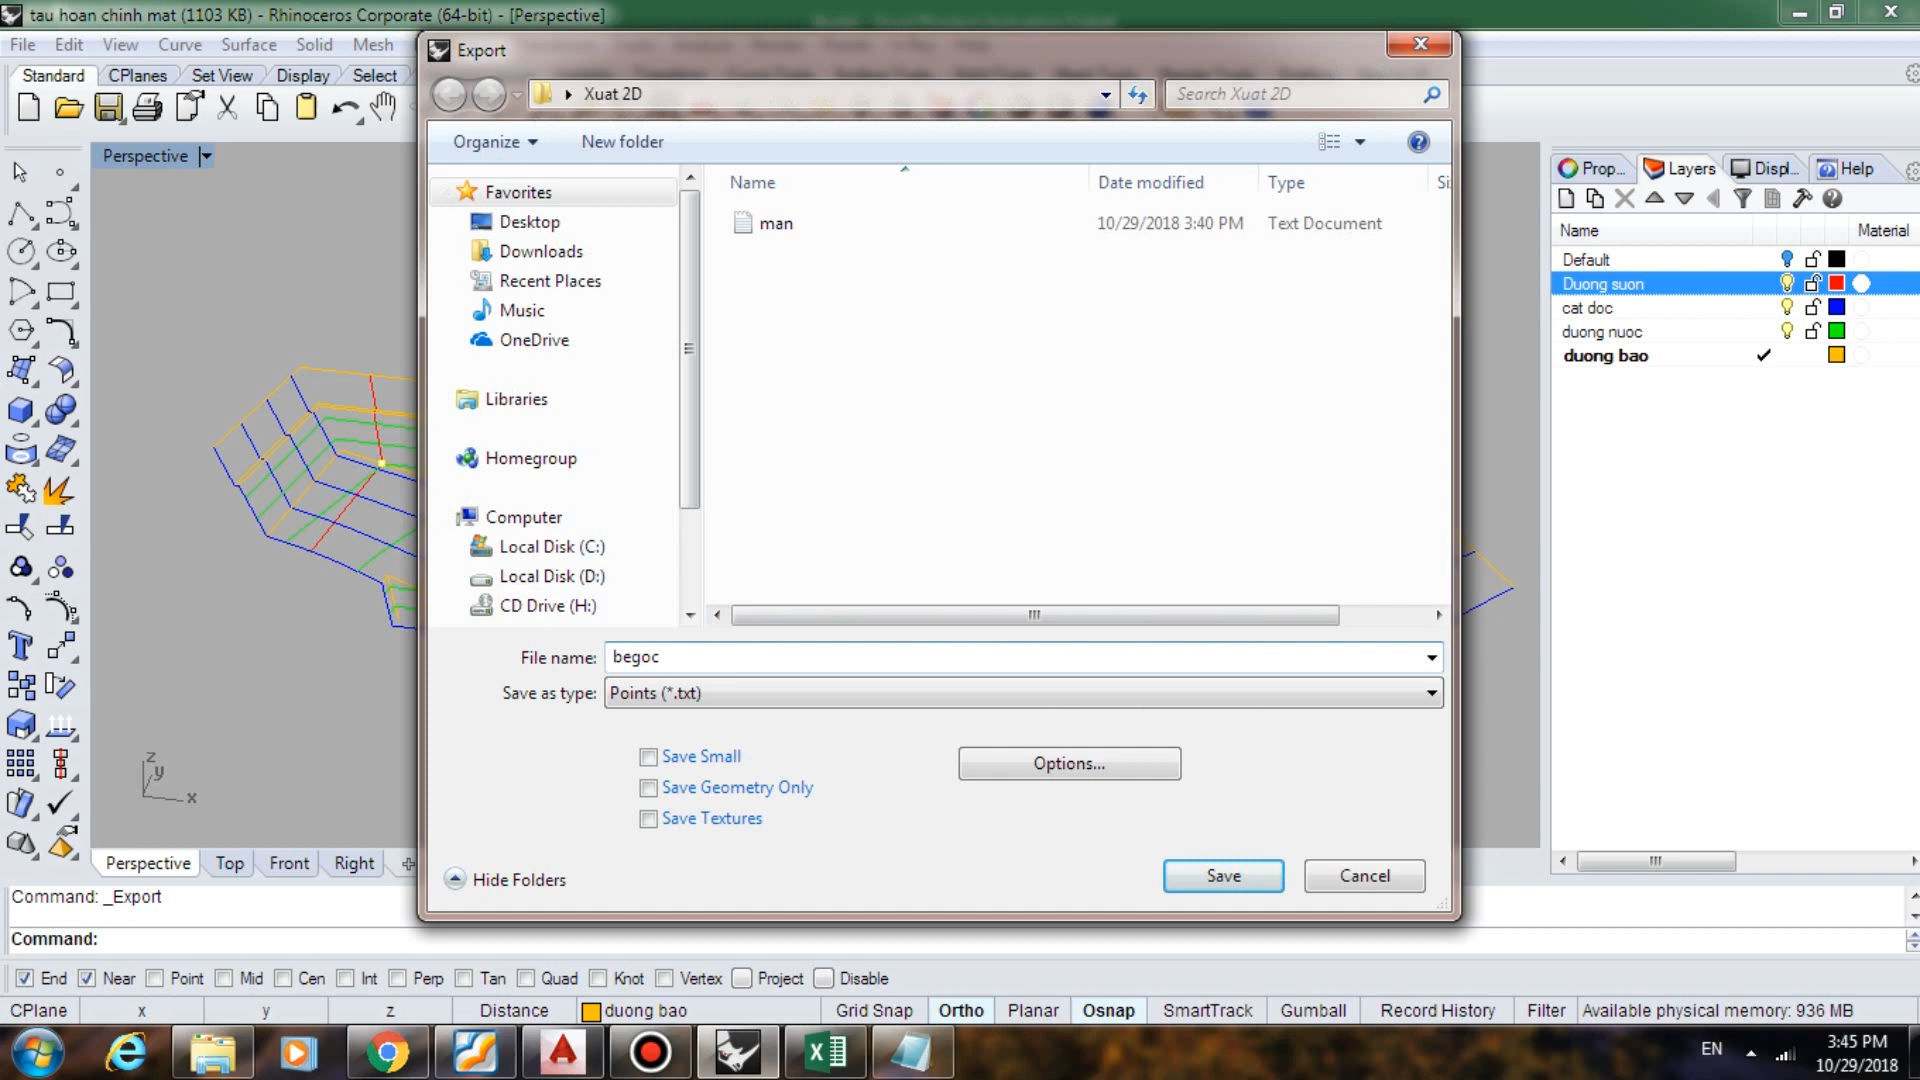 tau hoan chinh mat (1103 KB) - Rhinoceros Corporate (64-bit) - [Perspective]
File Edit View Curve Surface Solid Mesh
Export
Standard CPlanes Set View Display Select
Xuat 2D
Search Xuat 2D
Organize New folder
Perspective
Prop... Layers Displ... Help
Favorites
Desktop
Downloads
Recent Places
Music
OneDrive
Libraries
Homegroup
Computer
Local Disk (C:)
Local Disk (D:)
CD Drive (H:)
Name Date modified Type Si
man 10/29/2018 3:40 PM Text Document
Name Material
Default
Duong suon
cat doc
duong nuoc
duong bao
File name: begoc
Save as type: Points (*.txt)
Save Small
Save Geometry Only
Save Textures
Options...
Hide Folders
Save Cancel
z
y
x
Perspective Top Front Right
Command: _Export
Command:
End Near Point Mid Cen Int Perp Tan Quad Knot Vertex Project Disable
CPlane x y z Distance duong bao Grid Snap Ortho Planar Osnap SmartTrack Gumball Record History Filter Available physical memory: 936 MB
EN
3:45 PM
10/29/2018